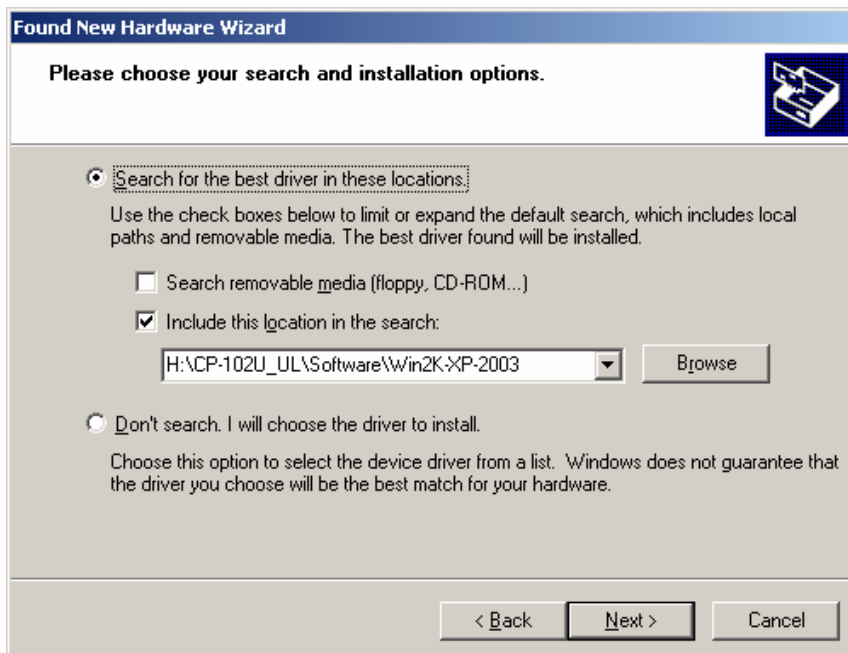 Found New Hardware Wizard
Please choose your search and installation options.
Search for the best driver in these locations.
Use the check boxes below to limit or expand the default search, which includes local
paths and removable media. The best driver found will be installed.
Search removable media (floppy, CD-ROM...)
Include this location in the search:
H:\CP-102U_UL\Software\Win2K-XP-2003
Browse
Don't search. I will choose the driver to install.
Choose this option to select the device driver from a list. Windows does not guarantee that
the driver you choose will be the best match for your hardware.
< Back Next > Cancel